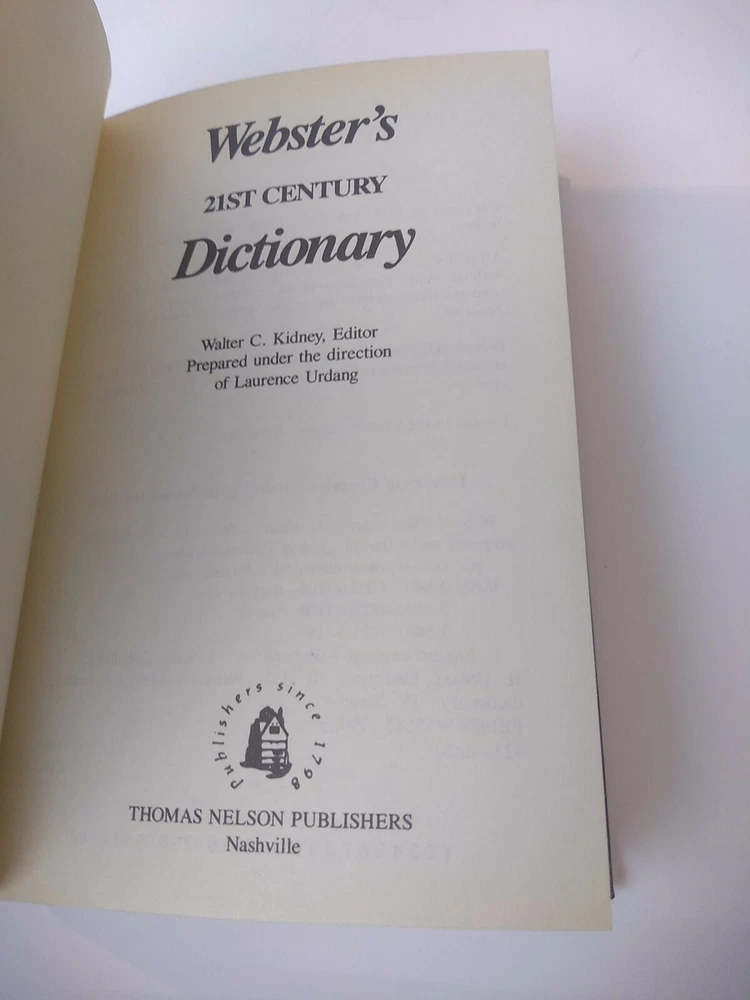 Webster's
21ST CENTURY
Dictionary
Walter C. Kidney, Editor
Prepared under the direction
of Laurence Urdang
Publishers since 1798
THOMAS NELSON PUBLISHERS
Nashville